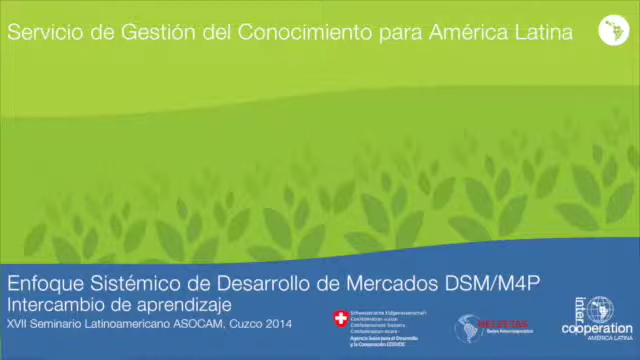 Servicio de Gestión del Conocimiento para América Latina
Enfoque Sistémico de Desarrollo de Mercados DSM/M4P
Intercambio de aprendizaje
XVII Seminario Latinoamericano ASOCAM, Cuzco 2014
Schweizerische Eidgenossenschaft
Confédération suisse
Confederazione Svizzera
Confederaziun svizra
Agencia Suiza para el Desarrollo
y la Cooperación COSUDE
HELVETAS
Swiss Intercooperation
inter
cooperation
AMÉRICA LATINA